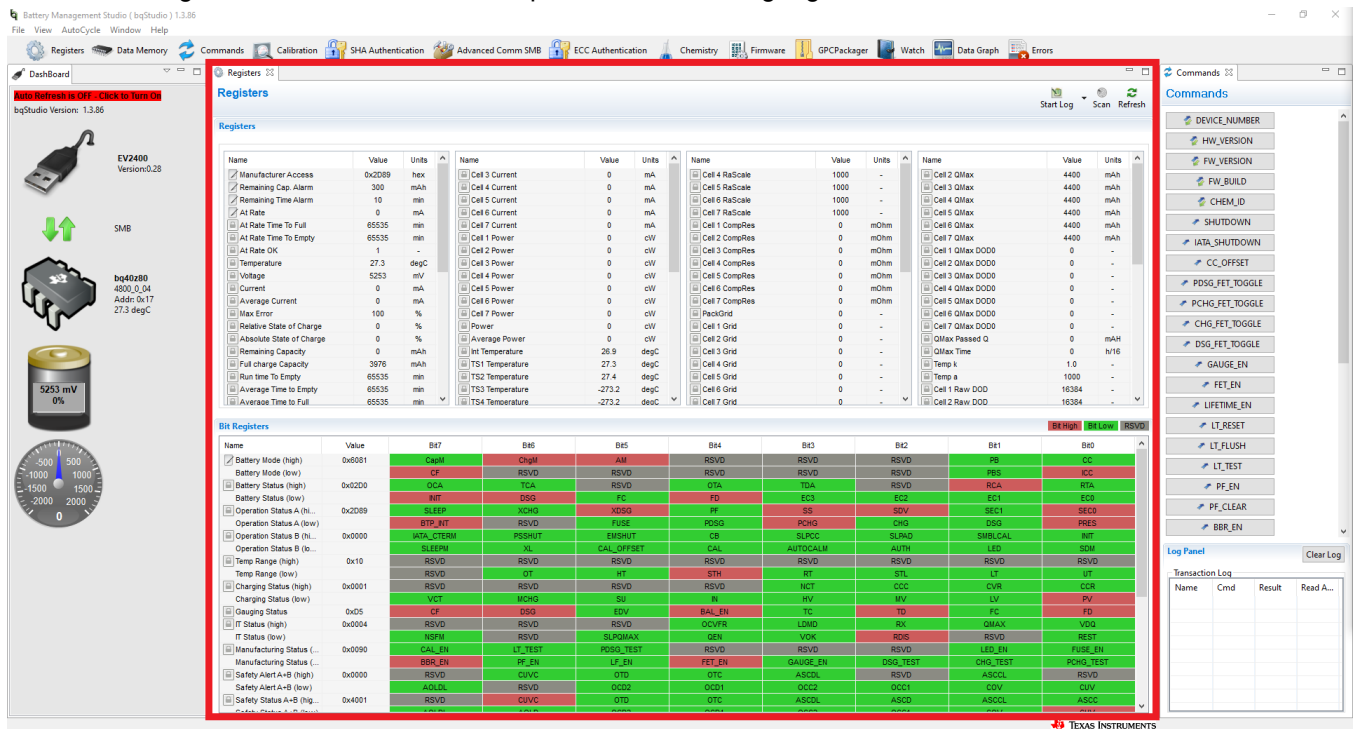 Battery Management Studio ( bqStudio ) 1.3.86
File View AutoCycle Window Help
Registers Data Memory Commands Calibration SHA Authentication Advanced Comm SMB ECC Authentication Chemistry Firmware GPCPackager Watch Data Graph Errors
DashBoard
Auto Refresh is OFF - Click to Turn On
bqStudio Version: 1.3.86
EV2400
Version:0.28
SMB
bq40z80
4800_0_04
Addr: 0x17
27.3 degC
5253 mV
0%
-500 500
-1000 1000
-1500 1500
-2000 2000
0
Registers
Registers
Start Log Scan Refresh
Registers
Name Value Units Name Value Units Name Value Units Name Value Units
Manufacturer Access 0x2D89 hex Cell 3 Current 0 mA Cell 4 RaScale 1000 - Cell 2 QMax 4400 mAh
Remaining Cap. Alarm 300 mAh Cell 4 Current 0 mA Cell 5 RaScale 1000 - Cell 3 QMax 4400 mAh
Remaining Time Alarm 10 min Cell 5 Current 0 mA Cell 6 RaScale 1000 - Cell 4 QMax 4400 mAh
At Rate 0 mA Cell 6 Current 0 mA Cell 7 RaScale 1000 - Cell 5 QMax 4400 mAh
At Rate Time To Full 65535 min Cell 7 Current 0 mA Cell 1 CompRes 0 mOhm Cell 6 QMax 4400 mAh
At Rate Time To Empty 65535 min Cell 1 Power 0 cW Cell 2 CompRes 0 mOhm Cell 7 QMax 4400 mAh
At Rate OK 1 - Cell 2 Power 0 cW Cell 3 CompRes 0 mOhm Cell 1 QMax DOD0 0 -
Temperature 27.3 degC Cell 3 Power 0 cW Cell 4 CompRes 0 mOhm Cell 2 QMax DOD0 0 -
Voltage 5253 mV Cell 4 Power 0 cW Cell 5 CompRes 0 mOhm Cell 3 QMax DOD0 0 -
Current 0 mA Cell 5 Power 0 cW Cell 6 CompRes 0 mOhm Cell 4 QMax DOD0 0 -
Average Current 0 mA Cell 6 Power 0 cW Cell 7 CompRes 0 mOhm Cell 5 QMax DOD0 0 -
Max Error 100 % Cell 7 Power 0 cW PackGrid 0 - Cell 6 QMax DOD0 0 -
Relative State of Charge 0 % Power 0 cW Cell 1 Grid 0 - Cell 7 QMax DOD0 0 -
Absolute State of Charge 0 % Average Power 0 cW Cell 2 Grid 0 - QMax Passed Q 0 mAH
Remaining Capacity 0 mAh Int Temperature 26.9 degC Cell 3 Grid 0 - QMax Time 0 h/16
Full charge Capacity 3976 mAh TS1 Temperature 27.3 degC Cell 4 Grid 0 - Temp k 1.0 -
Run time To Empty 65535 min TS2 Temperature 27.4 degC Cell 5 Grid 0 - Temp a 1000 -
Average Time to Empty 65535 min TS3 Temperature -273.2 degC Cell 6 Grid 0 - Cell 1 Raw DOD 16384 -
Average Time to Full 65535 min TS4 Temperature -273.2 degC Cell 7 Grid 0 - Cell 2 Raw DOD 16384 -
Bit Registers Bit High Bit Low RSVD
Name Value Bit7 Bit6 Bit5 Bit4 Bit3 Bit2 Bit1 Bit0
Battery Mode (high) 0x6081 CapM ChgM AM RSVD RSVD RSVD PB CC
Battery Mode (low) CF RSVD RSVD RSVD RSVD RSVD PBS ICC
Battery Status (high) 0x02D0 OCA TCA RSVD OTA TDA RSVD RCA RTA
Battery Status (low) INIT DSG FC FD EC3 EC2 EC1 EC0
Operation Status A (hi... 0x2D89 SLEEP XCHG XDSG PF SS SDV SEC1 SEC0
Operation Status A (low) BTP_INT RSVD FUSE PDSG PCHG CHG DSG PRES
Operation Status B (hi... 0x0000 IATA_CTERM PSSHUT EMSHUT CB SLPCC SLPAD SMBLCAL INIT
Operation Status B (lo... SLEEPM XL CAL_OFFSET CAL AUTOCALM AUTH LED SDM
Temp Range (high) 0x10 RSVD RSVD RSVD RSVD RSVD RSVD RSVD RSVD
Temp Range (low) RSVD OT HT STH RT STL LT UT
Charging Status (high) 0x0001 RSVD RSVD RSVD RSVD NCT CCC CVR CCR
Charging Status (low) VCT MCHG SU IN HV MV LV PV
Gauging Status 0xD5 CF DSG EDV BAL_EN TC TD FC FD
IT Status (high) 0x0004 RSVD RSVD RSVD OCVFR LDMD RX QMAX VDQ
IT Status (low) NSFM RSVD SLPQMAX QEN VOK RDIS RSVD REST
Manufacturing Status (... 0x0090 CAL_EN LT_TEST PDSG_TEST RSVD RSVD RSVD LED_EN FUSE_EN
Manufacturing Status (... BBR_EN PF_EN LF_EN FET_EN GAUGE_EN DSG_TEST CHG_TEST PCHG_TEST
Safety Alert A+B (high) 0x0000 RSVD CUVC OTD OTC ASCDL RSVD ASCCL RSVD
Safety Alert A+B (low) AOLDL RSVD OCD2 OCD1 OCC2 OCC1 COV CUV
Safety Status A+B (hig... 0x4001 RSVD CUVC OTD OTC ASCDL ASCD ASCCL ASCC
Commands
Commands
DEVICE_NUMBER
HW_VERSION
FW_VERSION
FW_BUILD
CHEM_ID
SHUTDOWN
IATA_SHUTDOWN
CC_OFFSET
PDSG_FET_TOGGLE
PCHG_FET_TOGGLE
CHG_FET_TOGGLE
DSG_FET_TOGGLE
GAUGE_EN
FET_EN
LIFETIME_EN
LT_RESET
LT_FLUSH
LT_TEST
PF_EN
PF_CLEAR
BBR_EN
Log Panel Clear Log
Transaction Log
Name Cmd Result Read A...
TEXAS INSTRUMENTS